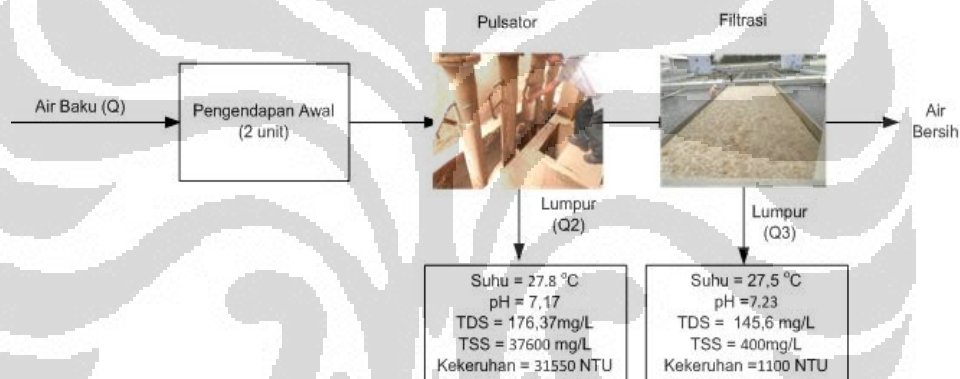 Pulsator
Filtrasi
Air Baku (Q)
Pengendapan Awal
(2 unit)
Air
Bersih
Lumpur
(Q2)
Lumpur
(Q3)
Suhu = 27.8 °C
pH = 7,17
TDS = 176,37mg/L
TSS = 37600 mg/L
Kekeruhan = 31550 NTU
Suhu = 27,5 °C
pH =7.23
TDS = 145,6 mg/L
TSS = 400mg/L
Kekeruhan =1100 NTU